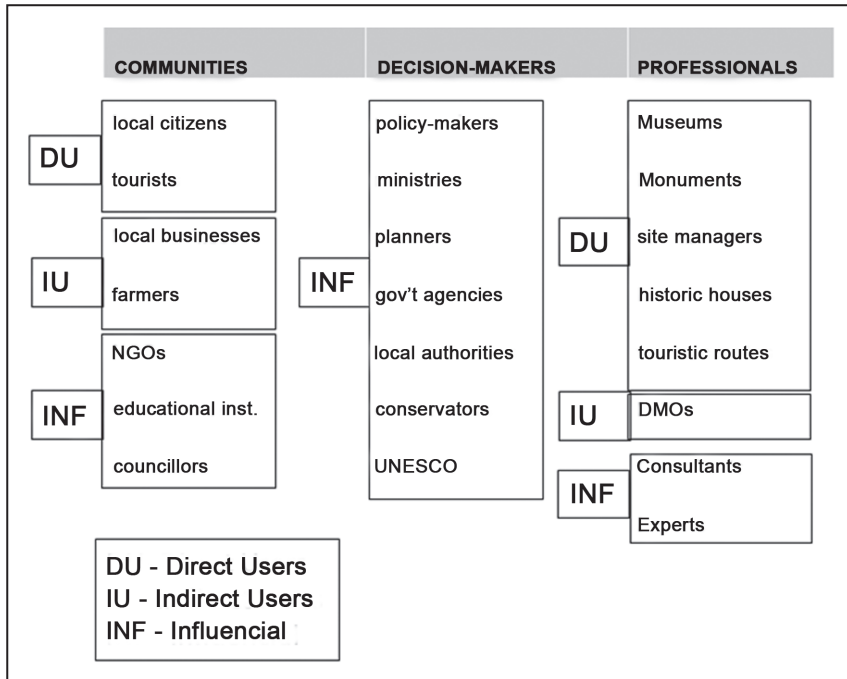 COMMUNITIES
DECISION-MAKERS
PROFESSIONALS
DU
local citizens
tourists
IU
local businesses
farmers
INF
NGOs
educational inst.
councillors
INF
policy-makers
ministries
planners
gov't agencies
local authorities
conservators
UNESCO
DU
Museums
Monuments
site managers
historic houses
touristic routes
IU
DMOs
INF
Consultants
Experts
DU - Direct Users
IU - Indirect Users
INF - Influencial